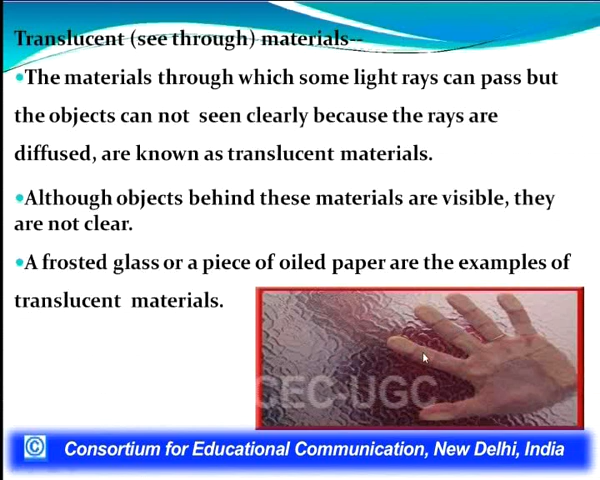 Translucent (see through) materials--
•The materials through which some light rays can pass but
the objects can not seen clearly because the rays are
diffused, are known as translucent materials.
•Although objects behind these materials are visible, they
are not clear.
•A frosted glass or a piece of oiled paper are the examples of
translucent materials.
CEC-UGC
© Consortium for Educational Communication, New Delhi, India